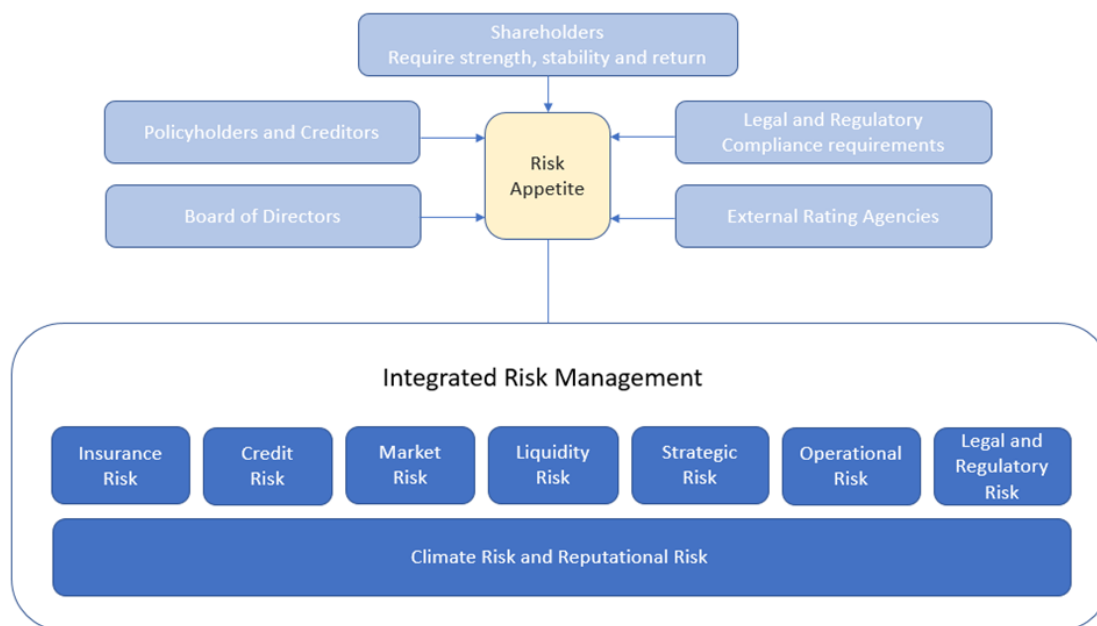 Shareholders
Require strength, stability and return
Policyholders and Creditors
Legal and Regulatory
Compliance requirements
Risk
Appetite
Board of Directors
External Rating Agencies
Integrated Risk Management
Insurance
Risk
Credit
Risk
Market
Risk
Liquidity
Risk
Strategic
Risk
Operational
Risk
Legal and
Regulatory
Risk
Climate Risk and Reputational Risk